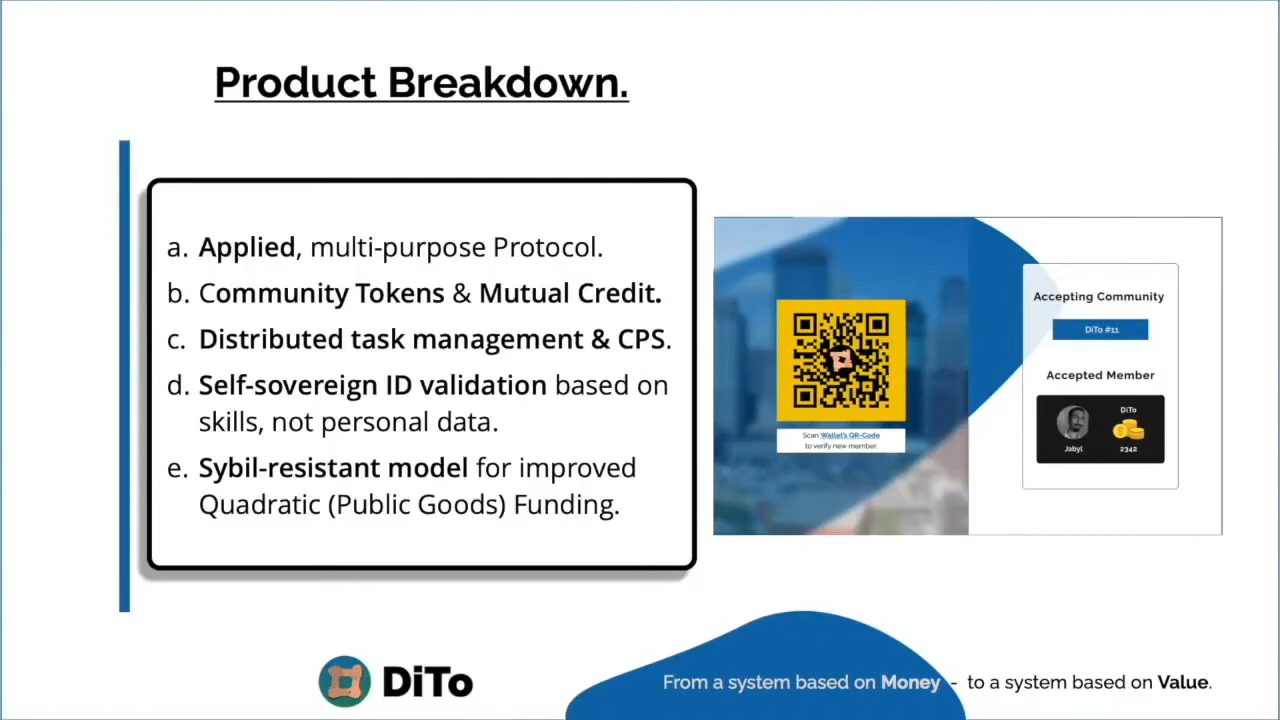 Product Breakdown.
a. Applied, multi-purpose Protocol.
b. Community Tokens & Mutual Credit.
c. Distributed task management & CPS.
d. Self-sovereign ID validation based on
skills, not personal data.
e. Sybil-resistant model for improved
Quadratic (Public Goods) Funding.
Scan Wallet's QR-Code
to verify new member.
Accepting Community
DiTo #11
Accepted Member
DiTo
Jabyl
2342
DiTo
From a system based on Money - to a system based on Value.